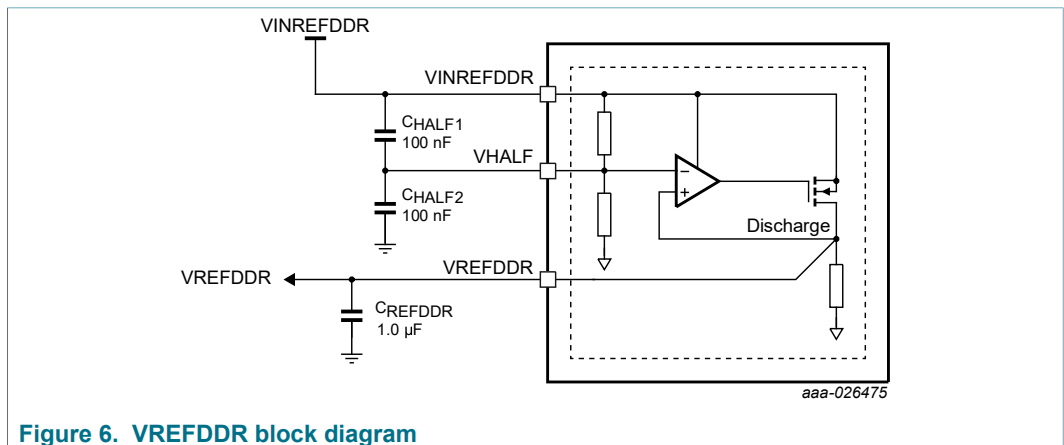 VINREFDDR
VINREFDDR
CHALF1
100 nF
VHALF
CHALF2
100 nF
Discharge
VREFDDR
VREFDDR
CREFDDR
1.0 µF
aaa-026475
Figure 6. VREFDDR block diagram